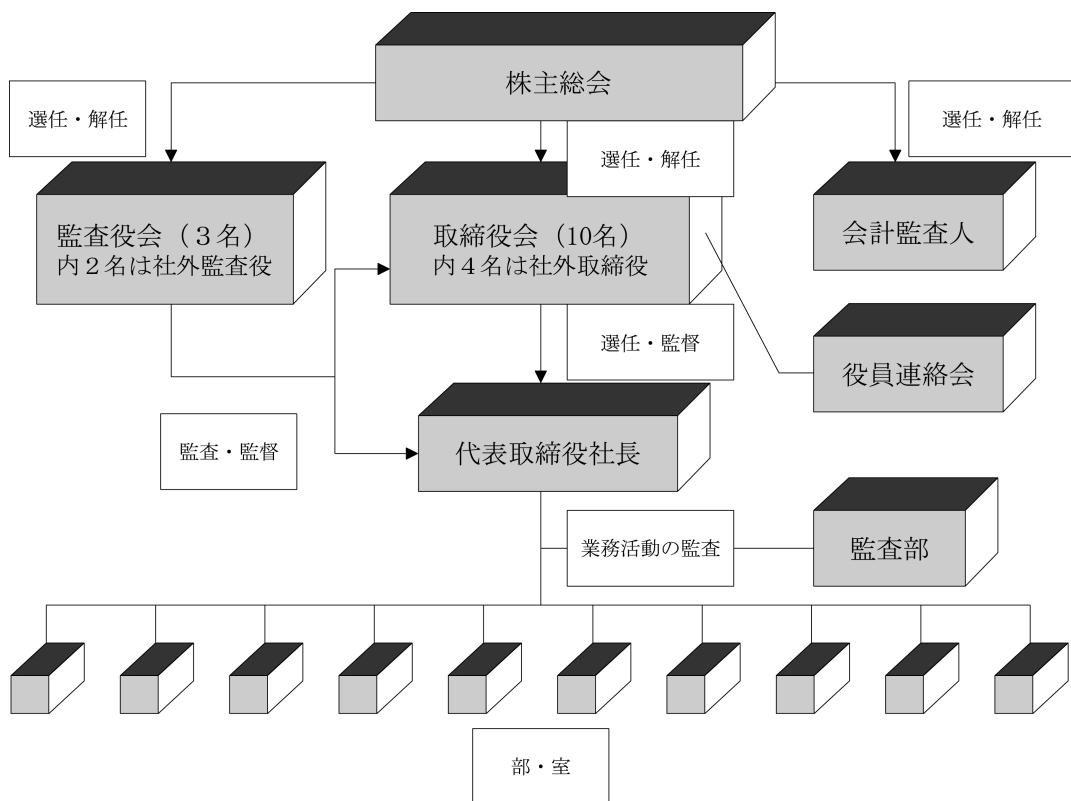 株主総会
選任・解任
選任・解任
選任・解任
監査役会（３名）
内２名は社外監査役
取締役会（10名）
内４名は社外取締役
会計監査人
選任・監督
役員連絡会
監査・監督
代表取締役社長
業務活動の監査
監査部
部・室